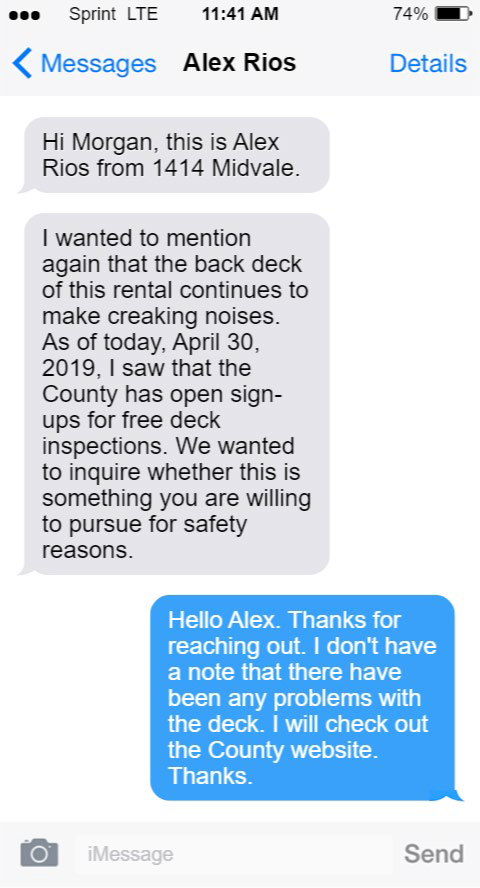 Sprint LTE 11:41 AM 74%
Messages Alex Rios Details
Hi Morgan, this is Alex
Rios from 1414 Midvale.
I wanted to mention
again that the back deck
of this rental continues to
make creaking noises.
As of today, April 30,
2019, I saw that the
County has open sign-
ups for free deck
inspections. We wanted
to inquire whether this is
something you are willing
to pursue for safety
reasons.
Hello Alex. Thanks for
reaching out. I don't have
a note that there have
been any problems with
the deck. I will check out
the County website.
Thanks.
iMessage Send